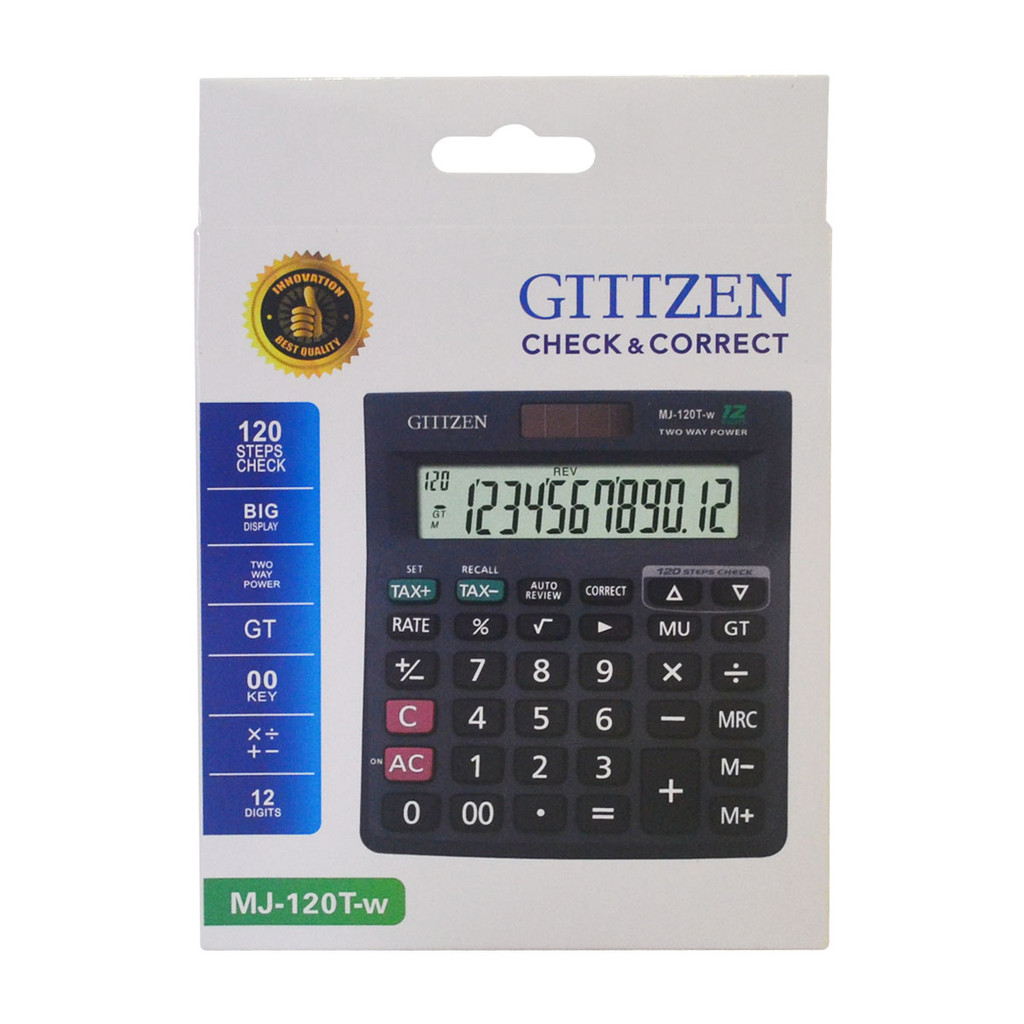 INNOVATION
BEST QUALITY
GTTTZEN
CHECK & CORRECT
120
STEPS
CHECK
BIG
DISPLAY
TWO
WAY
POWER
GT
00
KEY
×÷
+−
12
DIGITS
MJ-120T-w
GTTTZEN
MJ-120T-w 12
TWO WAY POWER
120 REV
GT
M
1234567890.12
SET RECALL 120 STEPS CHECK
TAX+ TAX− AUTO REVIEW CORRECT △ ▽
RATE % √ ► MU GT
+/− 7 8 9 × ÷
C 4 5 6 − MRC
ON AC 1 2 3 + M−
0 00 • = M+